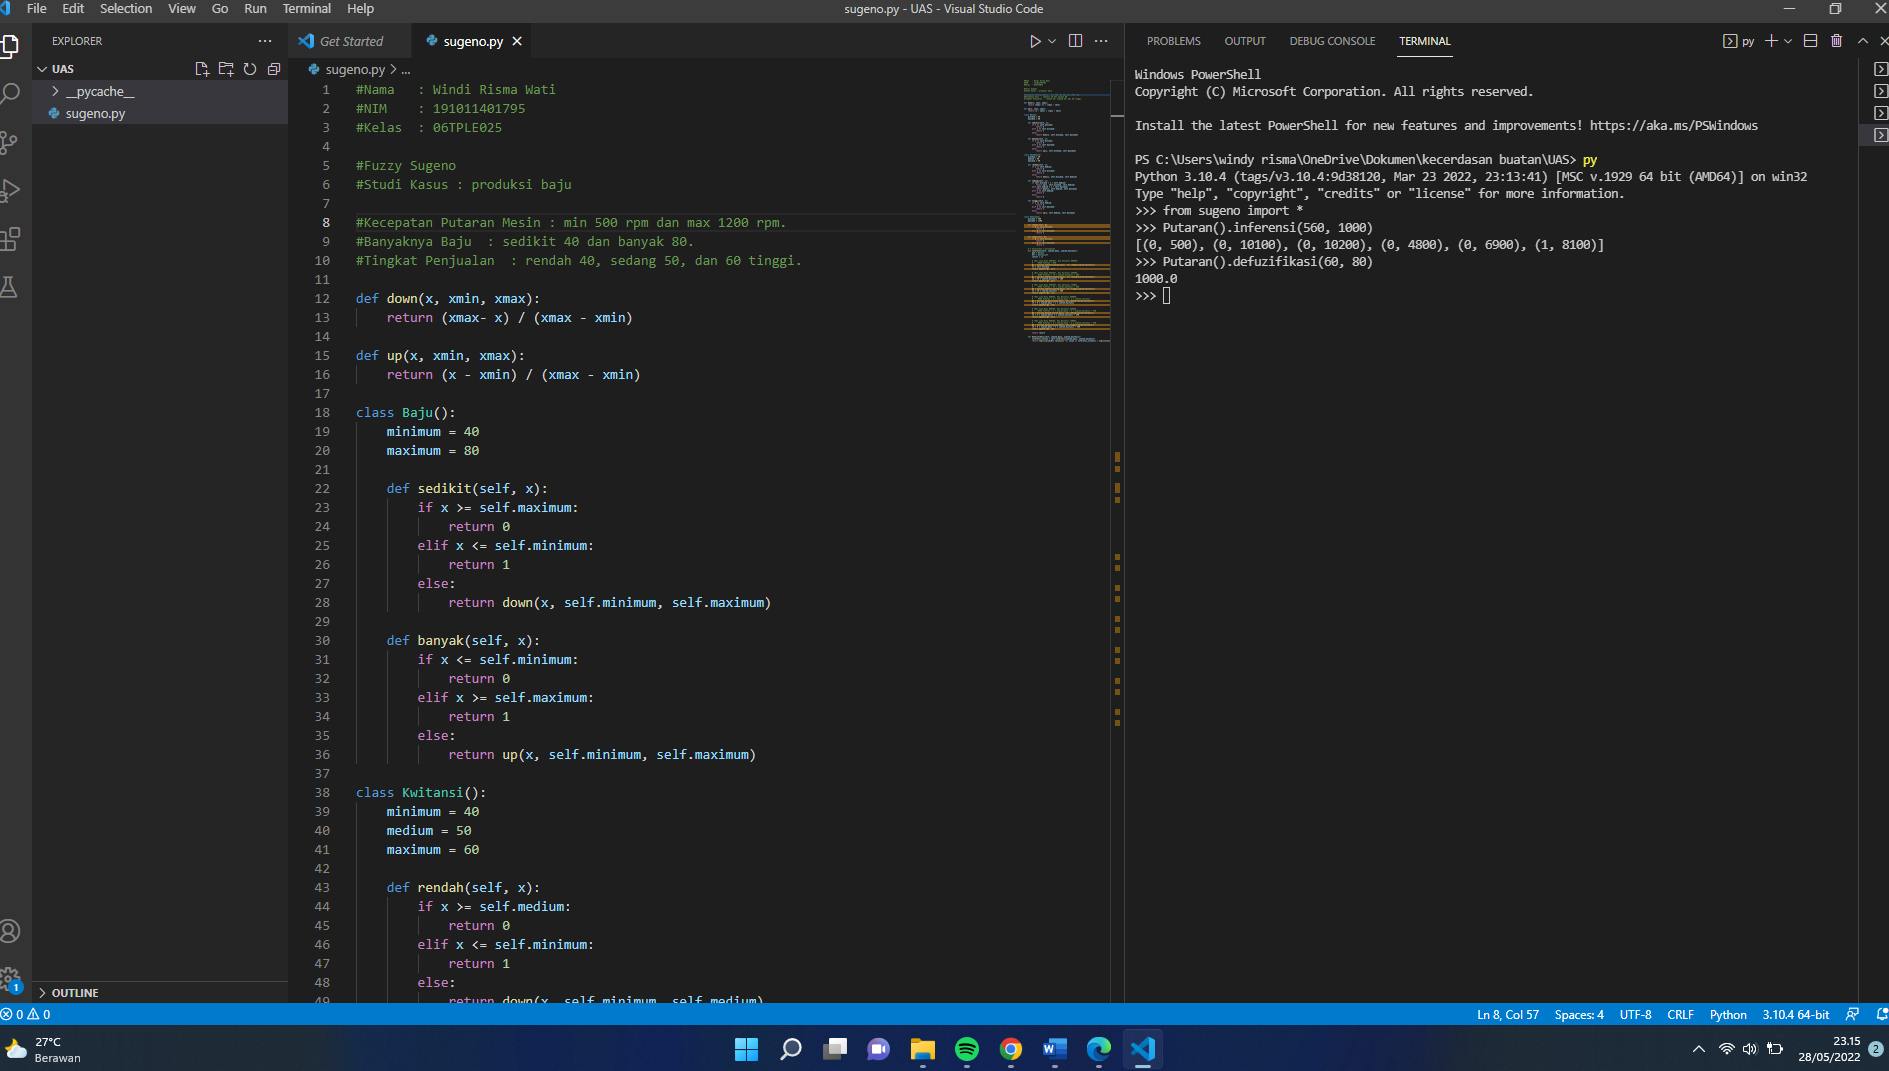 File Edit Selection View Go Run Terminal Help
sugeno.py - UAS - Visual Studio Code
EXPLORER
UAS
__pycache__
sugeno.py
OUTLINE
Get Started
sugeno.py
sugeno.py > ...
1 #Nama   : Windi Risma Wati
2 #NIM    : 191011401795
3 #Kelas  : 06TPLE025
4
5 #Fuzzy Sugeno
6 #Studi Kasus : produksi baju
7
8 #Kecepatan Putaran Mesin : min 500 rpm dan max 1200 rpm.
9 #Banyaknya Baju  : sedikit 40 dan banyak 80.
10 #Tingkat Penjualan  : rendah 40, sedang 50, dan 60 tinggi.
11
12 def down(x, xmin, xmax):
13     return (xmax- x) / (xmax - xmin)
14
15 def up(x, xmin, xmax):
16     return (x - xmin) / (xmax - xmin)
17
18 class Baju():
19     minimum = 40
20     maximum = 80
21
22     def sedikit(self, x):
23         if x >= self.maximum:
24             return 0
25         elif x <= self.minimum:
26             return 1
27         else:
28             return down(x, self.minimum, self.maximum)
29
30     def banyak(self, x):
31         if x <= self.minimum:
32             return 0
33         elif x >= self.maximum:
34             return 1
35         else:
36             return up(x, self.minimum, self.maximum)
37
38 class Kwitansi():
39     minimum = 40
40     medium = 50
41     maximum = 60
42
43     def rendah(self, x):
44         if x >= self.medium:
45             return 0
46         elif x <= self.minimum:
47             return 1
48         else:
49             return down(x, self.minimum, self.medium)
PROBLEMS OUTPUT DEBUG CONSOLE TERMINAL
py
Windows PowerShell
Copyright (C) Microsoft Corporation. All rights reserved.
Install the latest PowerShell for new features and improvements! https://aka.ms/PSWindows
PS C:\Users\windy risma\OneDrive\Dokumen\kecerdasan buatan\UAS> py
Python 3.10.4 (tags/v3.10.4:9d38120, Mar 23 2022, 23:13:41) [MSC v.1929 64 bit (AMD64)] on win32
Type "help", "copyright", "credits" or "license" for more information.
>>> from sugeno import *
>>> Putaran().inferensi(560, 1000)
[(0, 500), (0, 10100), (0, 10200), (0, 4800), (0, 6900), (1, 8100)]
>>> Putaran().defuzifikasi(60, 80)
1000.0
>>>
1
0 0
Ln 8, Col 57 Spaces: 4 UTF-8 CRLF Python 3.10.4 64-bit
27°C
Berawan
23.15
28/05/2022
2